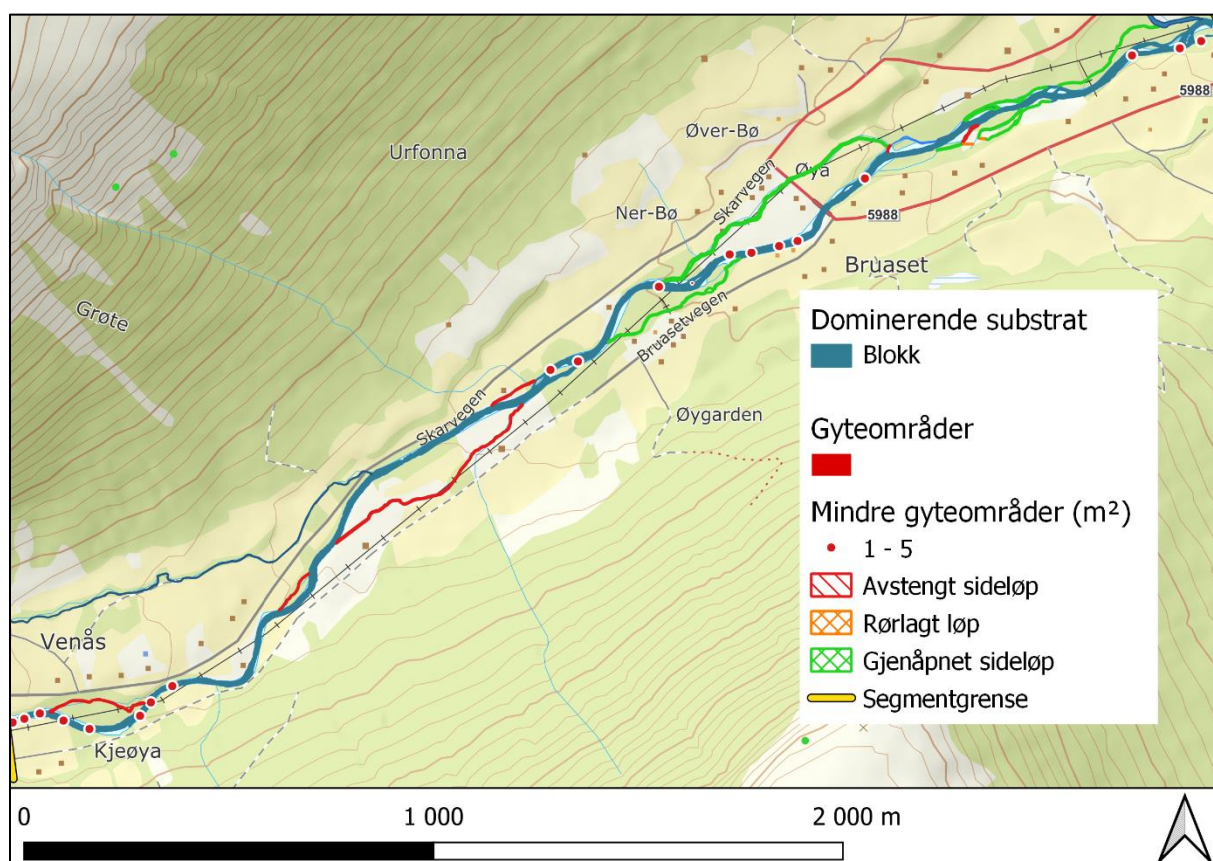 5988
Øver-Bø
Urfonna
Øya
Skarvegen
Ner-Bø
5988
Bruaset
Grøte
Bruasetvegen
Skarvegen
Øygarden
Venås
Kjeøya
Dominerende substrat
Blokk
Gyteområder
Mindre gyteområder (m²)
1 - 5
Avstengt sideløp
Rørlagt løp
Gjenåpnet sideløp
Segmentgrense
0 1 000 2 000 m